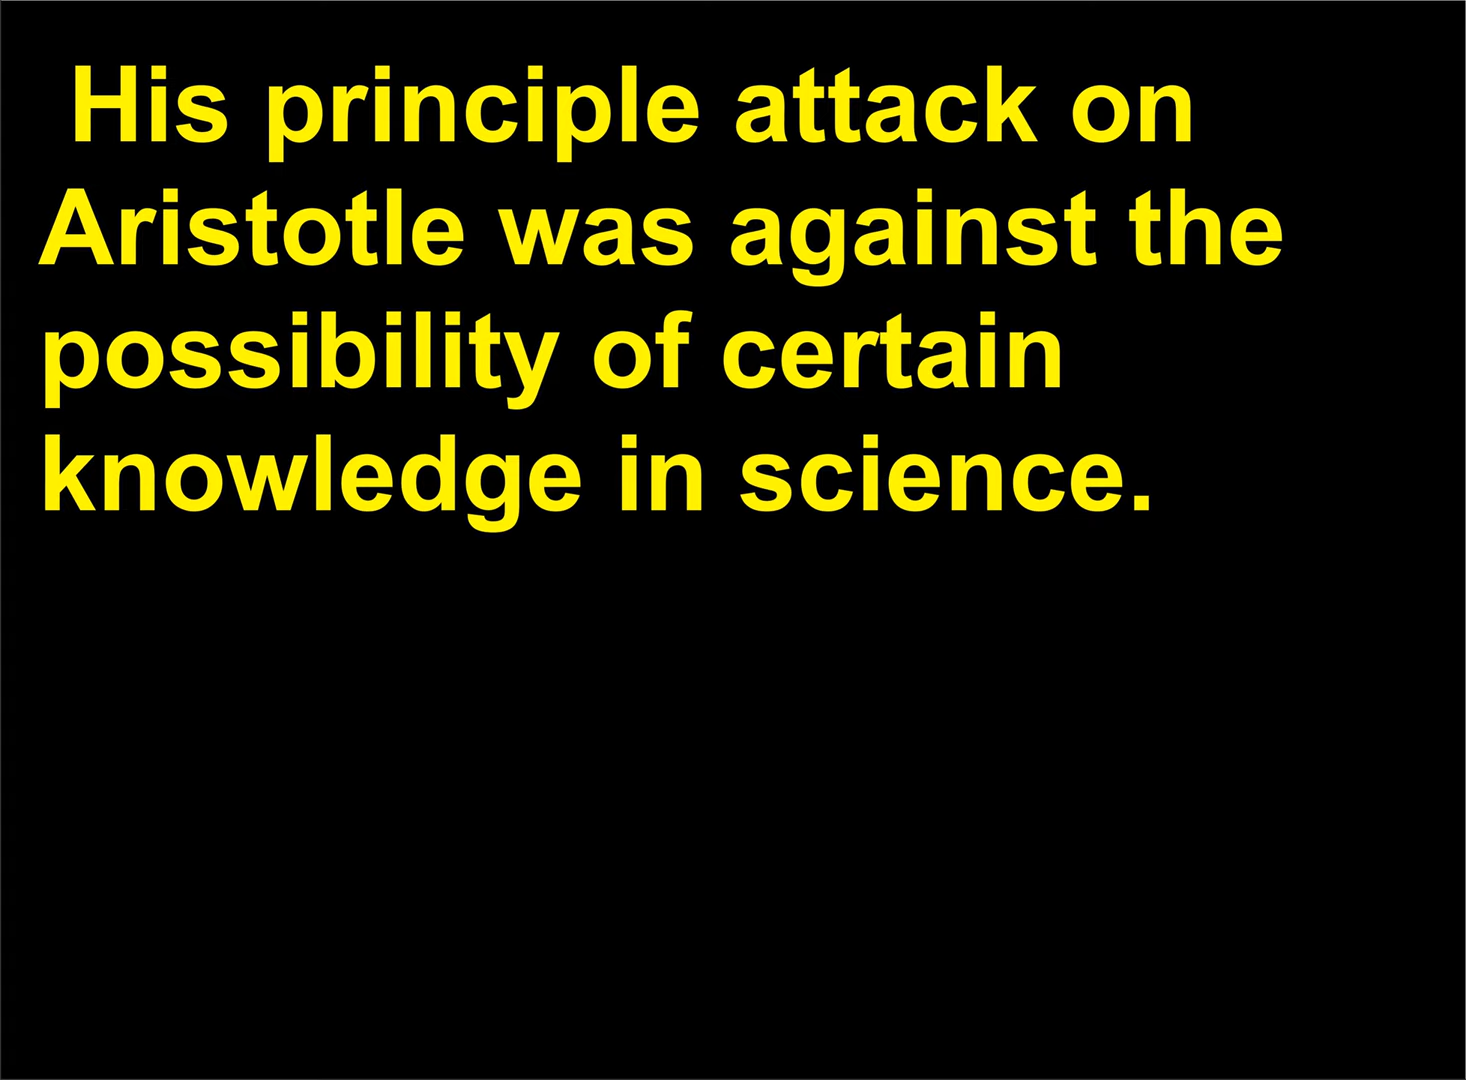 His principle attack on
Aristotle was against the
possibility of certain
knowledge in science.